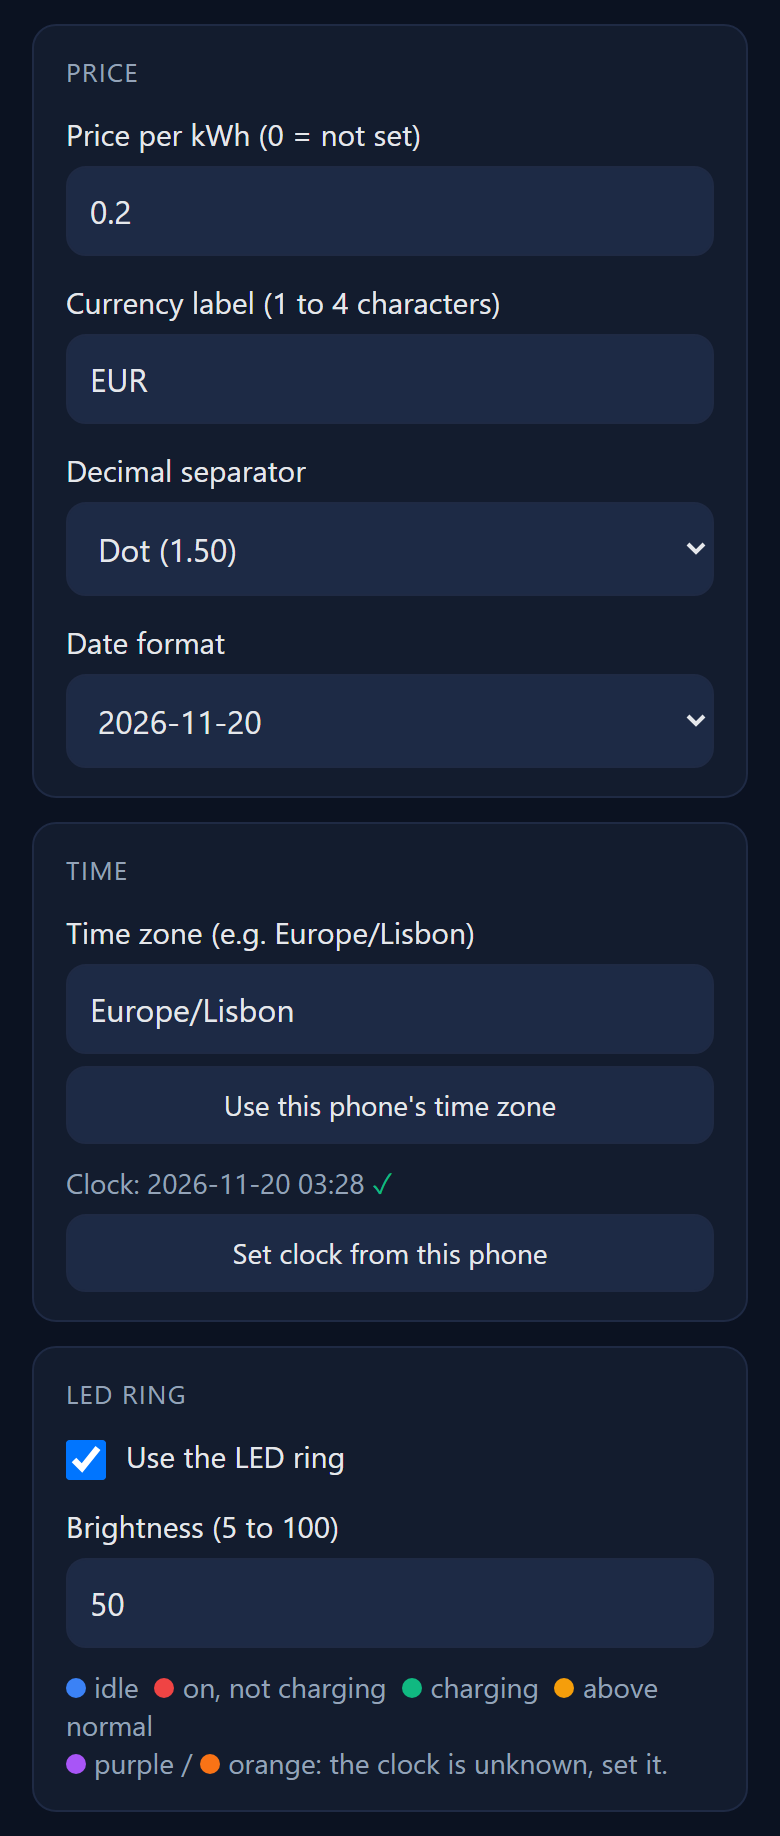 PRICE
Price per kWh (0 = not set)
0.2
Currency label (1 to 4 characters)
EUR
Decimal separator
Dot (1.50)
Date format
2026-11-20
TIME
Time zone (e.g. Europe/Lisbon)
Europe/Lisbon
Use this phone's time zone
Clock: 2026-11-20 03:28 ✓
Set clock from this phone
LED RING
Use the LED ring
Brightness (5 to 100)
50
idle on, not charging charging above
normal
purple / orange: the clock is unknown, set it.